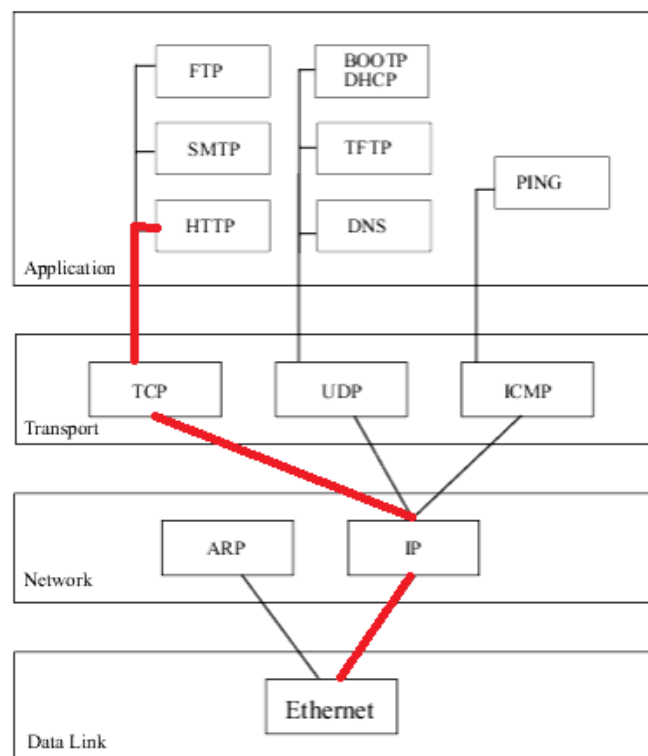 FTP
BOOTP
DHCP
SMTP
TFTP
PING
HTTP
DNS
Application
TCP
UDP
ICMP
Transport
ARP
IP
Network
Ethernet
Data Link